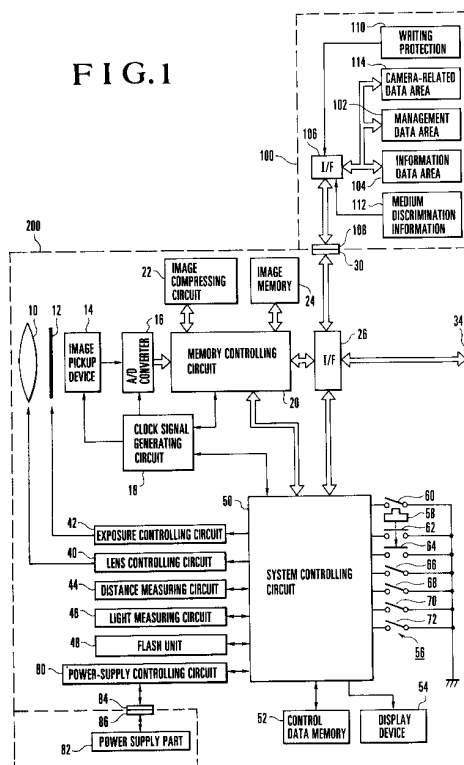 FIG.1
110
WRITING
PROTECTION
114
CAMERA-RELATED
DATA AREA
102
MANAGEMENT
DATA AREA
106
100
I/F
INFORMATION
DATA AREA
104
112
MEDIUM
DISCRIMINATION
INFORMATION
108
30
200
22
IMAGE
COMPRESSING
CIRCUIT
IMAGE
MEMORY
24
10
12
14
16
26
34
IMAGE
PICKUP
DEVICE
A/D
CONVERTER
MEMORY CONTROLLING
CIRCUIT
I/F
20
CLOCK SIGNAL
GENERATING
CIRCUIT
18
50
60
58
62
64
66
68
70
72
56
SYSTEM CONTROLLING
CIRCUIT
42
EXPOSURE CONTROLLING CIRCUIT
40
LENS CONTROLLING CIRCUIT
44
DISTANCE MEASURING CIRCUIT
46
LIGHT MEASURING CIRCUIT
48
FLASH UNIT
80
POWER-SUPPLY CONTROLLING CIRCUIT
84
86
82
POWER SUPPLY PART
52
CONTROL
DATA MEMORY
54
DISPLAY
DEVICE